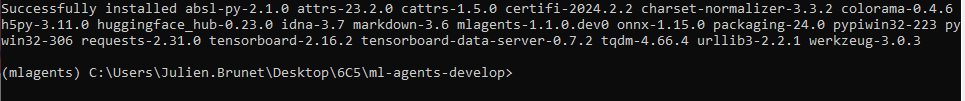 Successfully installed absl-py-2.1.0 attrs-23.2.0 cattrs-1.5.0 certifi-2024.2.2 charset-normalizer-3.3.2 colorama-0.4.6
h5py-3.11.0 huggingface_hub-0.23.0 idna-3.7 markdown-3.6 mlagents-1.1.0.dev0 onnx-1.15.0 packaging-24.0 pypiwin32-223 py
win32-306 requests-2.31.0 tensorboard-2.16.2 tensorboard-data-server-0.7.2 tqdm-4.66.4 urllib3-2.2.1 werkzeug-3.0.3
(mlagents) C:\Users\Julien.Brunet\Desktop\6C5\ml-agents-develop>